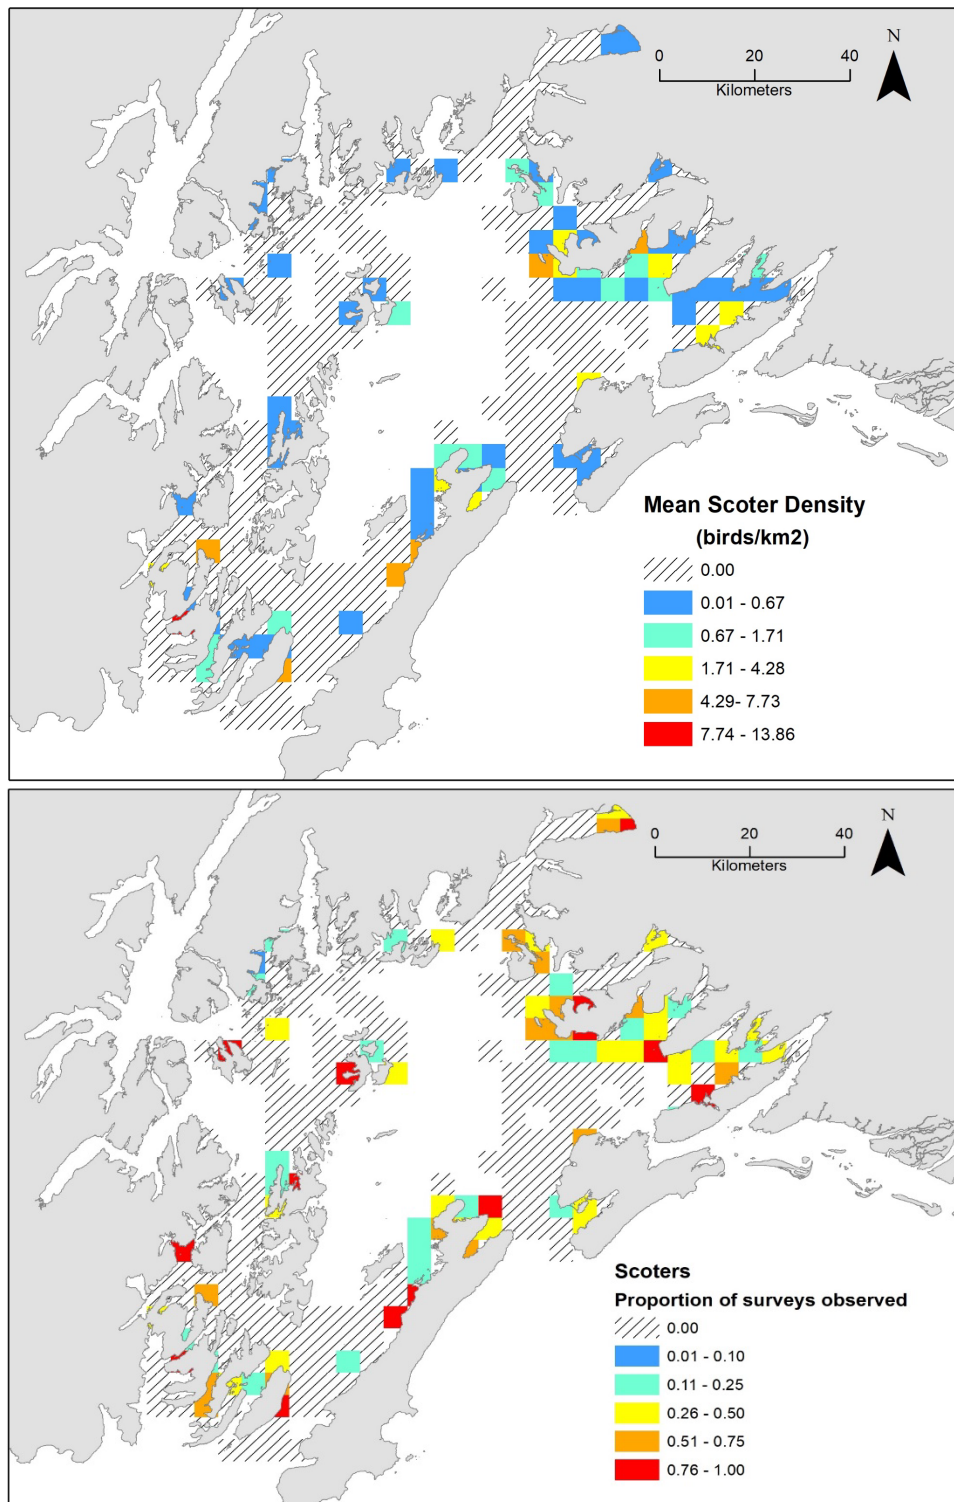 N
0 20 40
Kilometers
Mean Scoter Density
(birds/km2)
0.00
0.01 - 0.67
0.67 - 1.71
1.71 - 4.28
4.29- 7.73
7.74 - 13.86
N
0 20 40
Kilometers
Scoters
Proportion of surveys observed
0.00
0.01 - 0.10
0.11 - 0.25
0.26 - 0.50
0.51 - 0.75
0.76 - 1.00